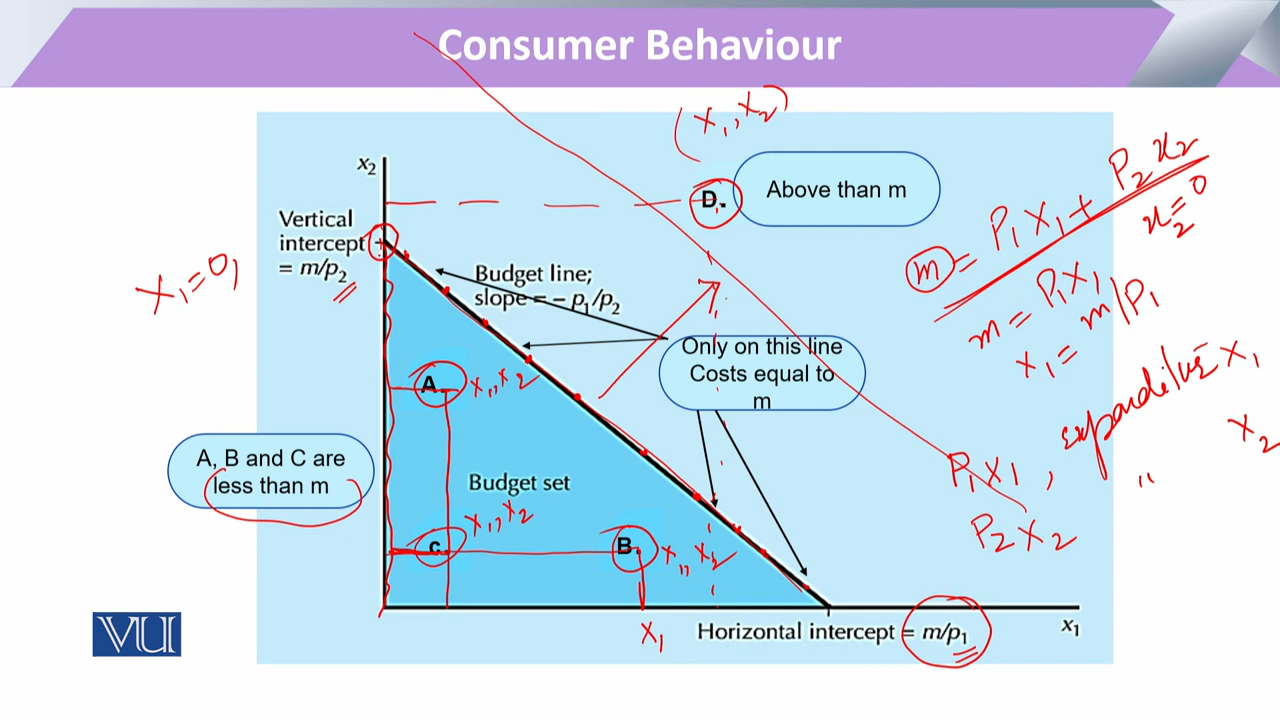 Consumer Behaviour
(x₁, x₂)
x₂
D.
Above than m
Vertical
intercept
= m/p₂
x₁=0,
Budget line;
slope = – p₁/p₂
m = P₁x₁ + P₂x₂
x₂=0
m = P₁x₁
x₁ = m/P₁
Only on this line
Costs equal to
m
A.
x₁, x₂
A, B and C are
less than m
Budget set
x₁, x₂
c.
B.
x₁, x₂
P₁x₁,
x₁
" x₂
P₂x₂
VU
x₁
Horizontal intercept = m/p₁
x₁